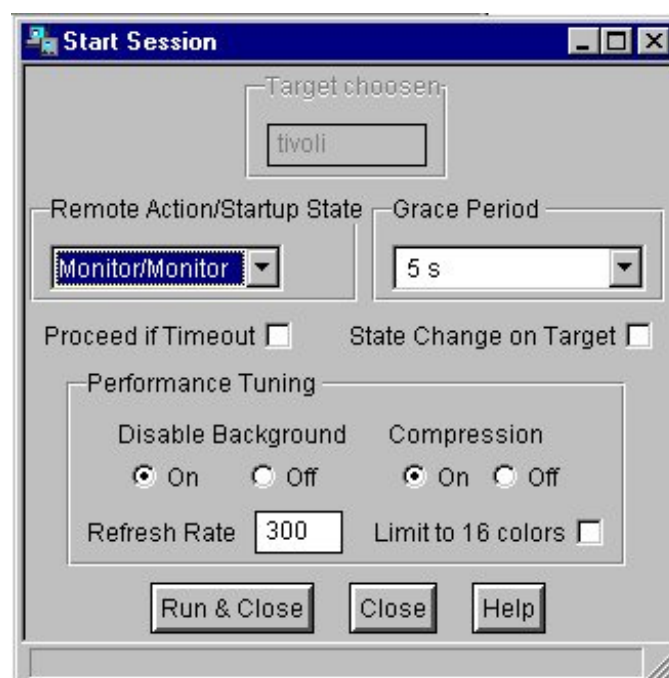 Start Session
Target choosen
tivoli
Remote Action/Startup State Grace Period
Monitor/Monitor 5 s
Proceed if Timeout State Change on Target
Performance Tuning
Disable Background Compression
On Off On Off
Refresh Rate 300 Limit to 16 colors
Run & Close Close Help